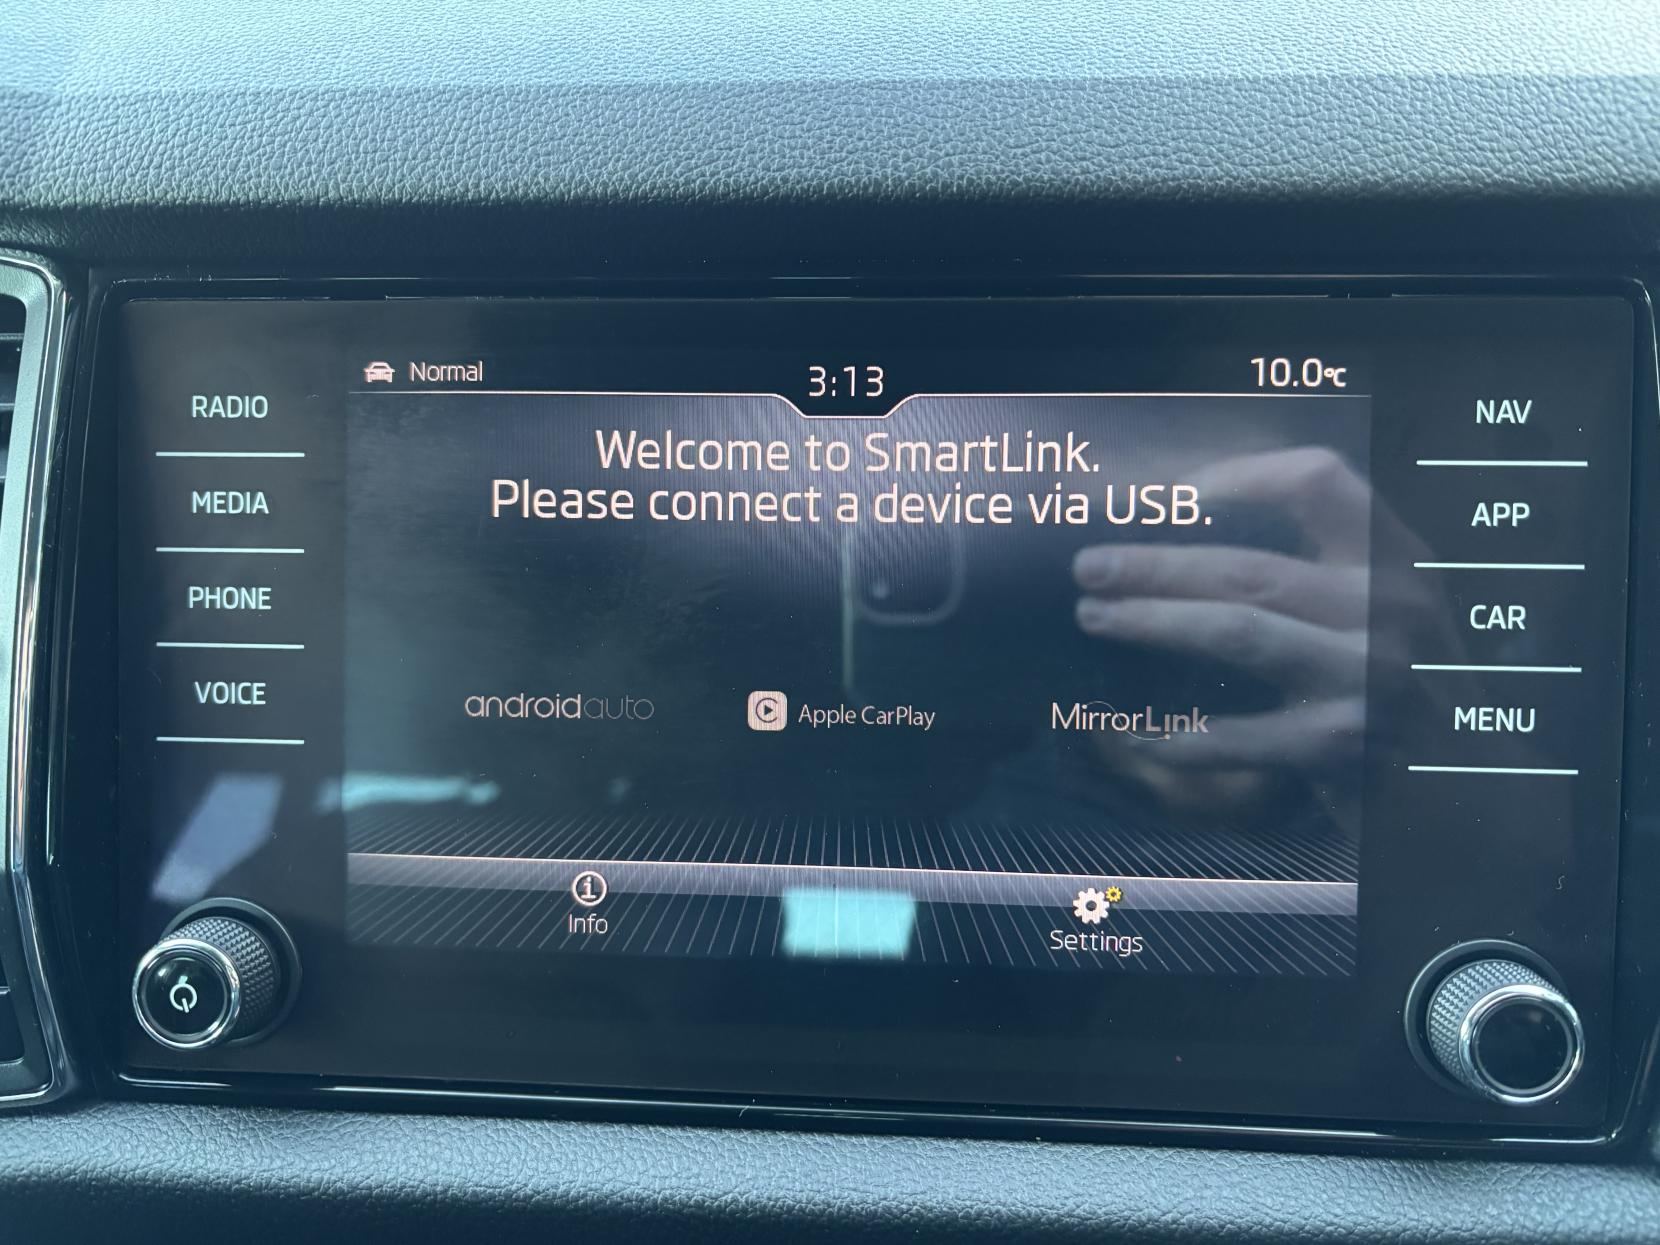 Normal
3:13
10.0°C
RADIO
MEDIA
PHONE
VOICE
Welcome to SmartLink.
Please connect a device via USB.
androidauto
Apple CarPlay
MirrorLink
Info
Settings
NAV
APP
CAR
MENU